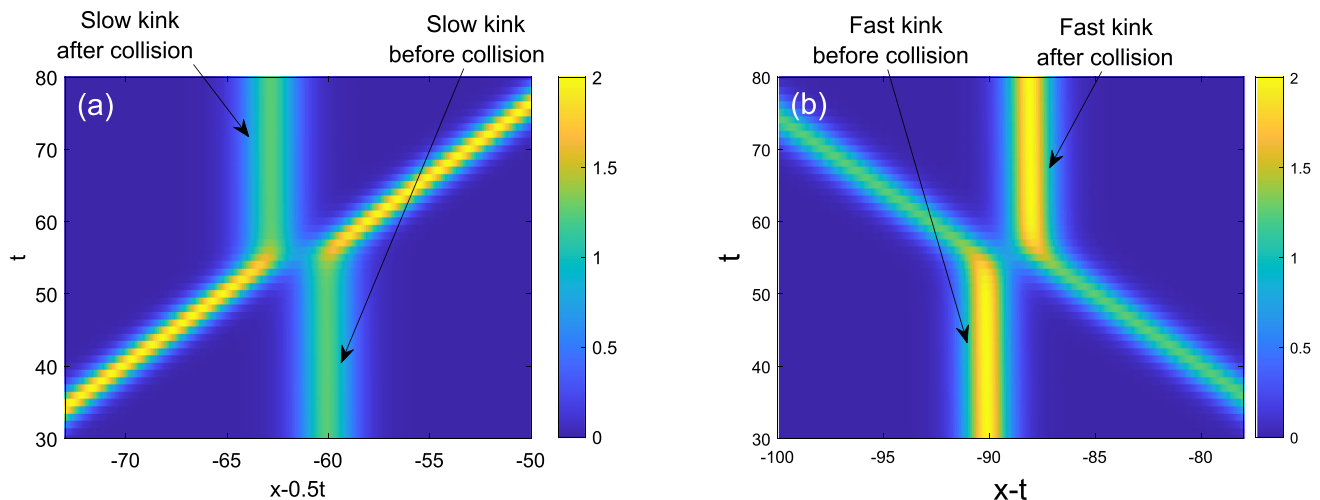 Slow kink
after collision
Slow kink
before collision
(a)
80
70
60
50
40
30
t
-70
-65
-60
-55
-50
x-0.5t
2
1.5
1
0.5
0
Fast kink
before collision
Fast kink
after collision
(b)
80
70
60
50
40
30
t
-100
-95
-90
-85
-80
x-t
2
1.5
1
0.5
0